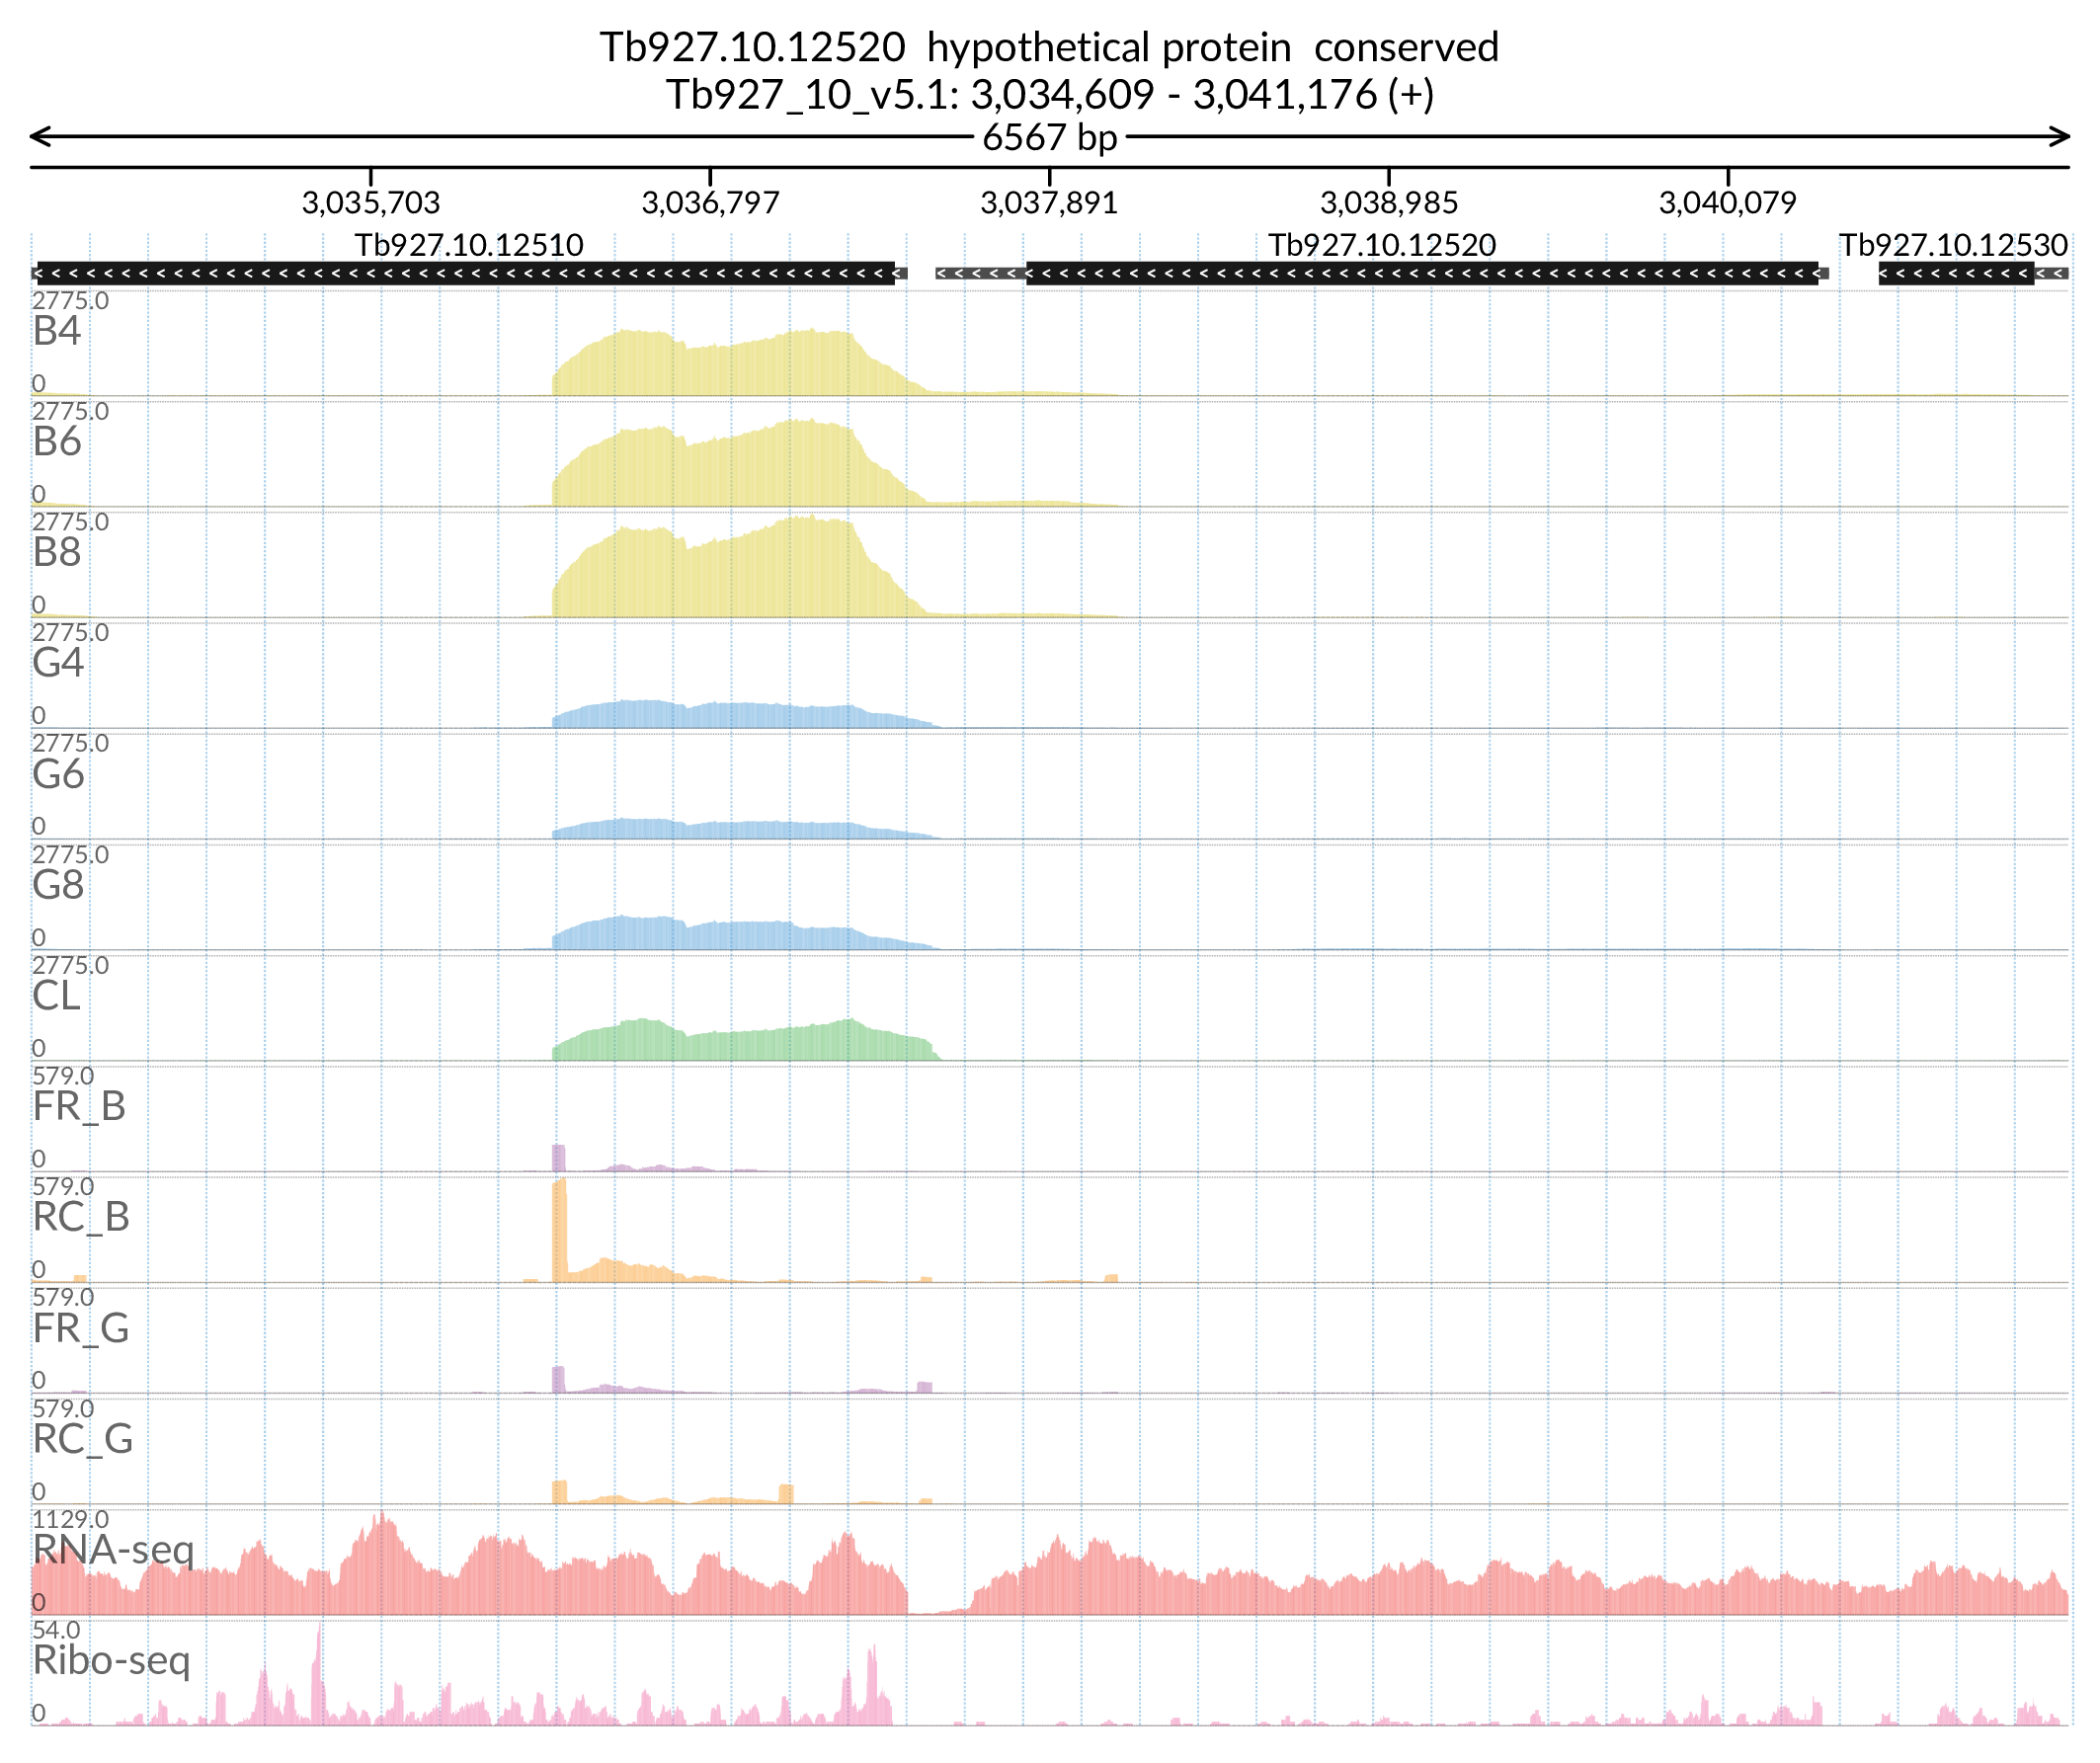 Tb927.10.12520  hypothetical protein  conserved
Tb927_10_v5.1: 3,034,609 - 3,041,176 (+)
6567 bp
3,035,703 3,036,797 3,037,891 3,038,985 3,040,079
Tb927.10.12510 Tb927.10.12520 Tb927.10.12530
2775.0
B4
0
2775.0
B6
0
2775.0
B8
0
2775.0
G4
0
2775.0
G6
0
2775.0
G8
0
2775.0
CL
0
579.0
FR_B
0
579.0
RC_B
0
579.0
FR_G
0
579.0
RC_G
0
1129.0
RNA-seq
0
54.0
Ribo-seq
0